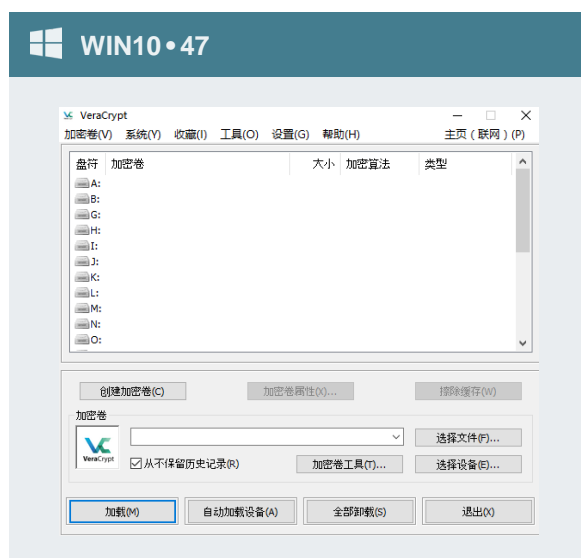 WIN10•47
VeraCrypt
加密卷(V) 系统(Y) 收藏(I) 工具(O) 设置(G) 帮助(H) 主页（联网）(P)
盘符 加密卷 大小 加密算法 类型
A:
B:
G:
H:
I:
J:
K:
L:
M:
N:
O:
创建加密卷(C) 加密卷属性(X)... 擦除缓存(W)
加密卷
选择文件(F)...
VeraCrypt
从不保留历史记录(R) 加密卷工具(T)... 选择设备(E)...
加载(M) 自动加载设备(A) 全部卸载(S) 退出(X)